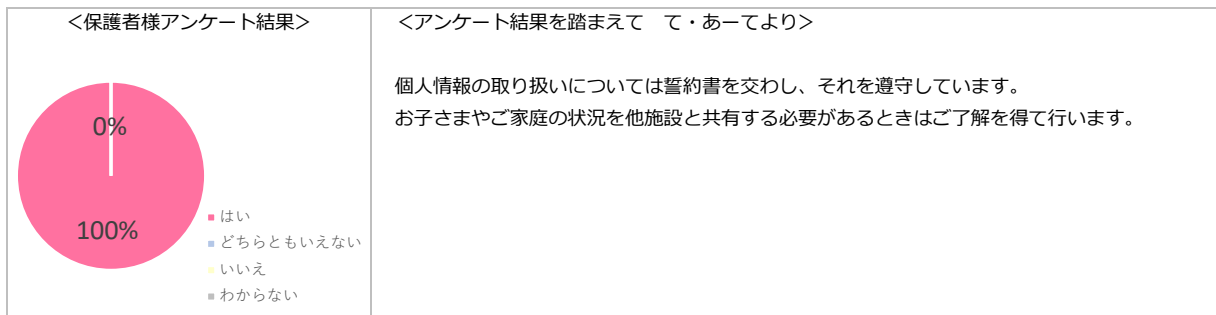 ＜保護者様アンケート結果＞
0%
100%
はい
どちらともいえない
いいえ
わからない
＜アンケート結果を踏まえて　て・あーてより＞
個人情報の取り扱いについては誓約書を交わし、それを遵守しています。
お子さまやご家庭の状況を他施設と共有する必要があるときはご了解を得て行います。